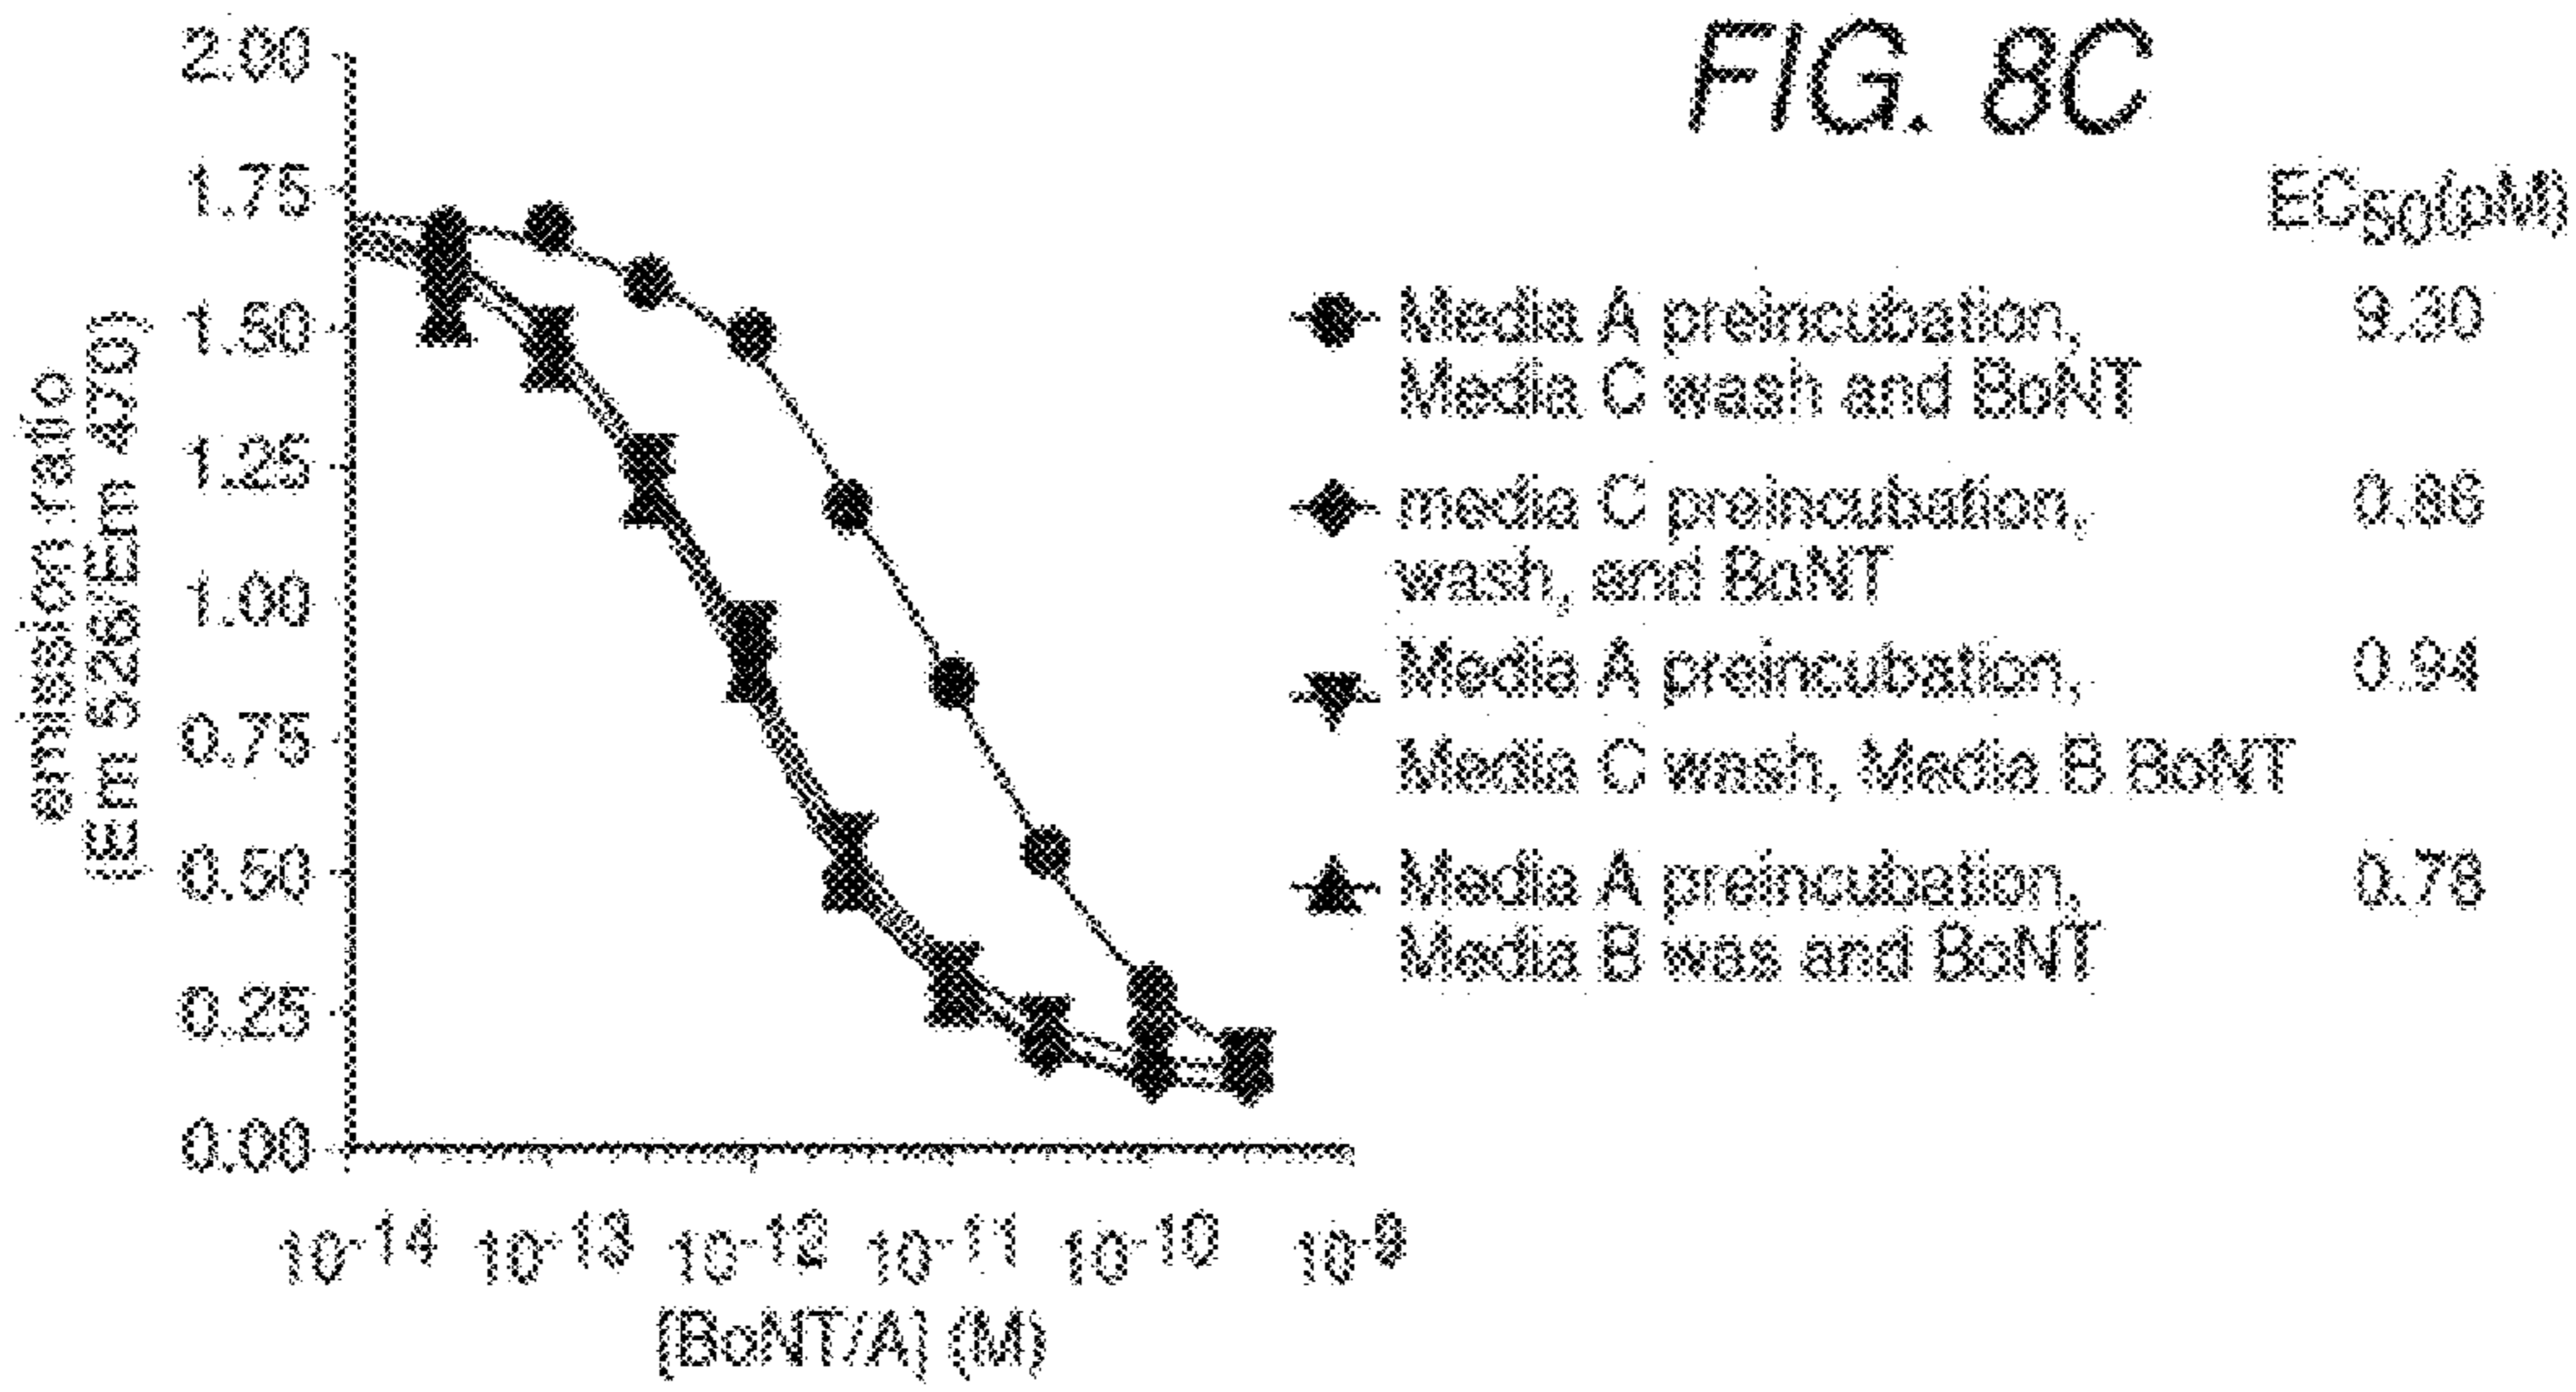 FIG. 8C
2.00
1.75
1.50
1.25
1.00
0.75
0.50
0.25
0.00
emission ratio
(Em 526/Em 470)
10-14 10-13 10-12 10-11 10-10 10-9
[BoNT/A] (M)
EC50(pM)
Media A preincubation, 9.30
Media C wash and BoNT
media C preincubation, 0.86
wash, and BoNT
Media A preincubation, 0.94
Media C wash, Media B BoNT
Media A preincubation, 0.78
Media B was and BoNT